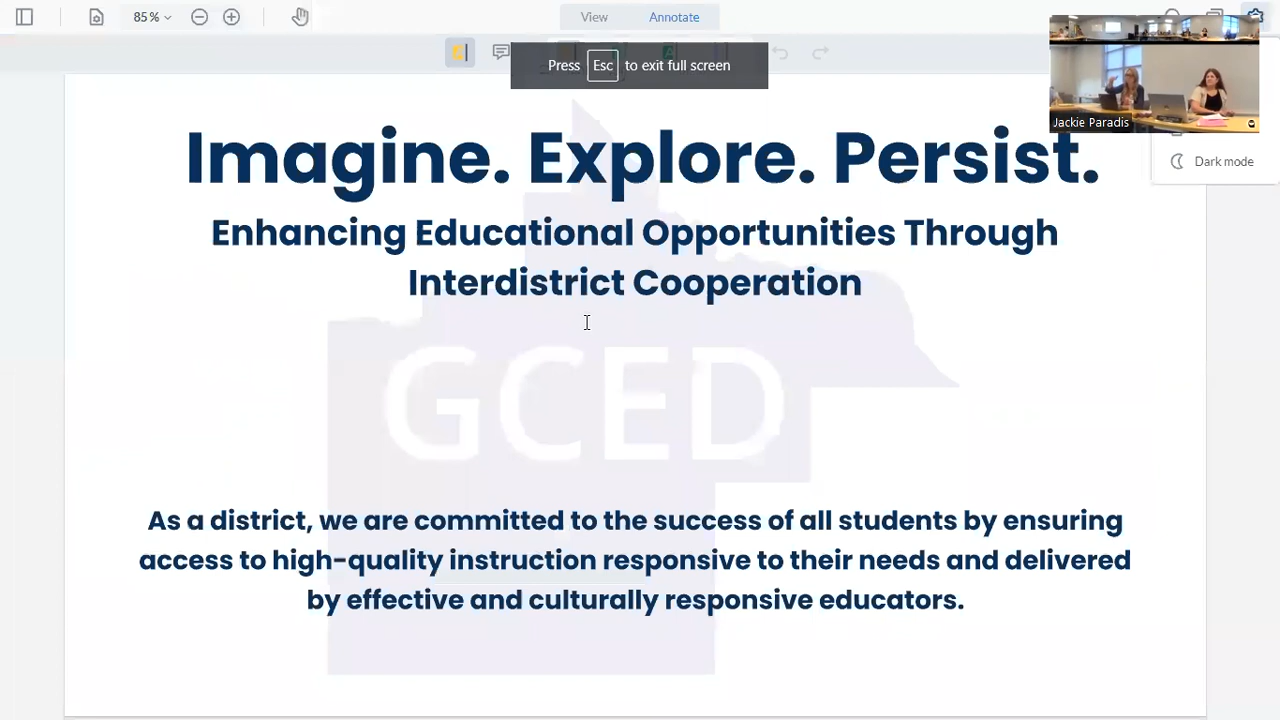 85%
View
Annotate
Press Esc to exit full screen
Jackie Paradis
Dark mode
Imagine. Explore. Persist.
Enhancing Educational Opportunities Through
Interdistrict Cooperation
GCED
As a district, we are committed to the success of all students by ensuring
access to high-quality instruction responsive to their needs and delivered
by effective and culturally responsive educators.